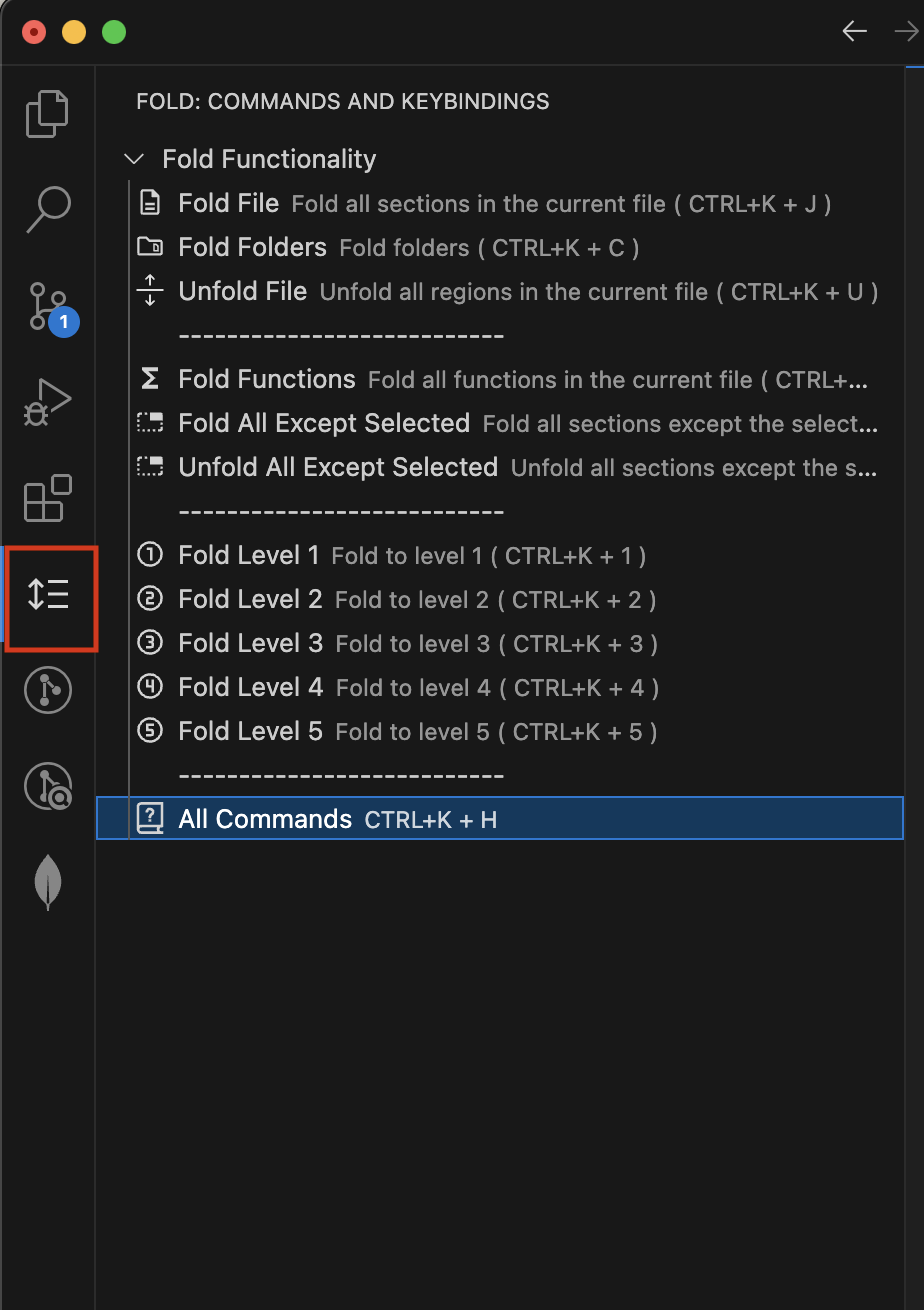 FOLD: COMMANDS AND KEYBINDINGS
Fold Functionality
Fold File Fold all sections in the current file ( CTRL+K + J )
Fold Folders Fold folders ( CTRL+K + C )
Unfold File Unfold all regions in the current file ( CTRL+K + U )
---------------------------
1
Fold Functions Fold all functions in the current file ( CTRL+...
Fold All Except Selected Fold all sections except the select...
Unfold All Except Selected Unfold all sections except the s...
---------------------------
1 Fold Level 1 Fold to level 1 ( CTRL+K + 1 )
2 Fold Level 2 Fold to level 2 ( CTRL+K + 2 )
3 Fold Level 3 Fold to level 3 ( CTRL+K + 3 )
4 Fold Level 4 Fold to level 4 ( CTRL+K + 4 )
5 Fold Level 5 Fold to level 5 ( CTRL+K + 5 )
---------------------------
? All Commands CTRL+K + H